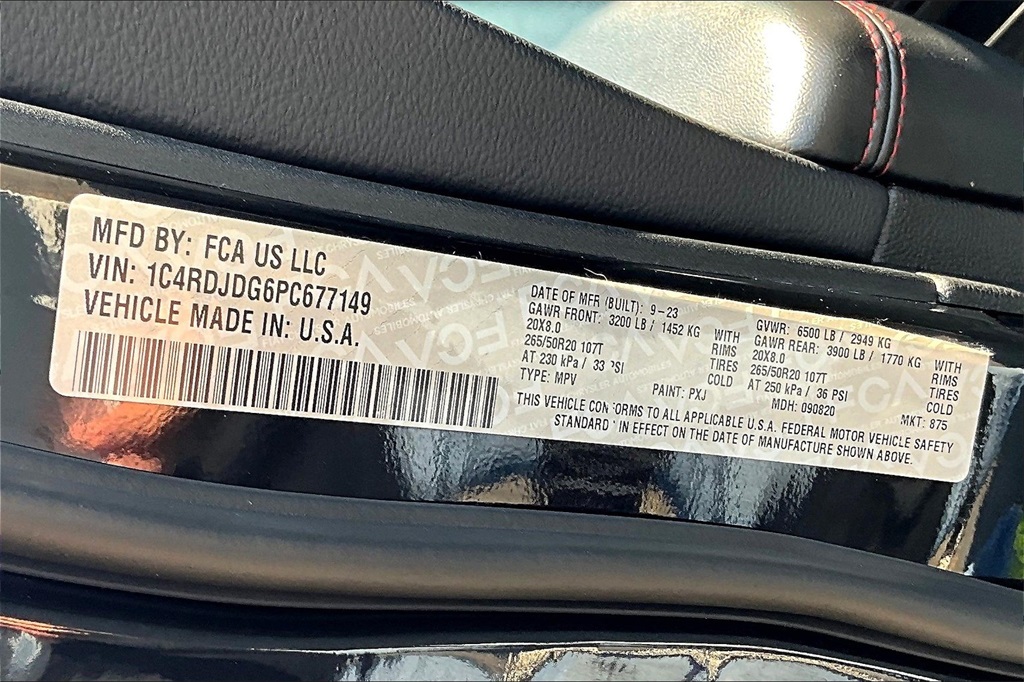 MFD BY: FCA US LLC
VIN: 1C4RDJDG6PC677149
VEHICLE MADE IN: U.S.A.
DATE OF MFR (BUILT): 9-23
GAWR FRONT: 3200 LB / 1452 KG WITH
20X8.0 RIMS
265/50R20 107T TIRES
AT 230 kPa / 33 PSI COLD
TYPE: MPV PAINT: PXJ
GVWR: 6500 LB / 2949 KG
GAWR REAR: 3900 LB / 1770 KG WITH
20X8.0 RIMS
265/50R20 107T TIRES
AT 250 kPa / 36 PSI COLD
MDH: 090820 MKT: 875
THIS VEHICLE CONFORMS TO ALL APPLICABLE U.S.A. FEDERAL MOTOR VEHICLE SAFETY
STANDARD IN EFFECT ON THE DATE OF MANUFACTURE SHOWN ABOVE.